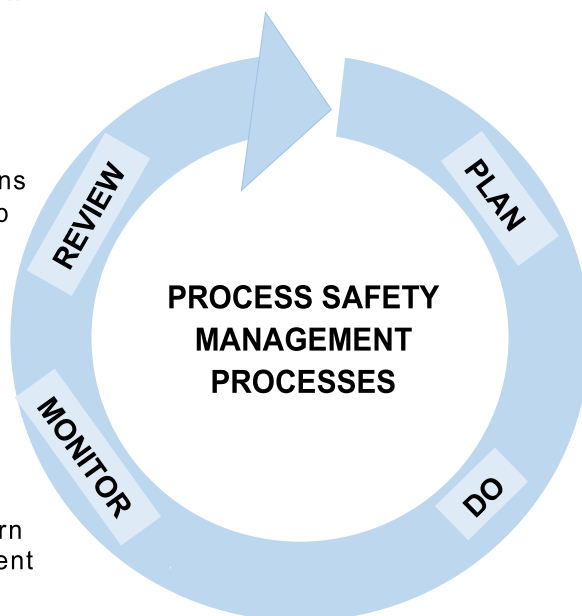 PLAN
DO
MONITOR
REVIEW
PROCESS SAFETY
MANAGEMENT
PROCESSES